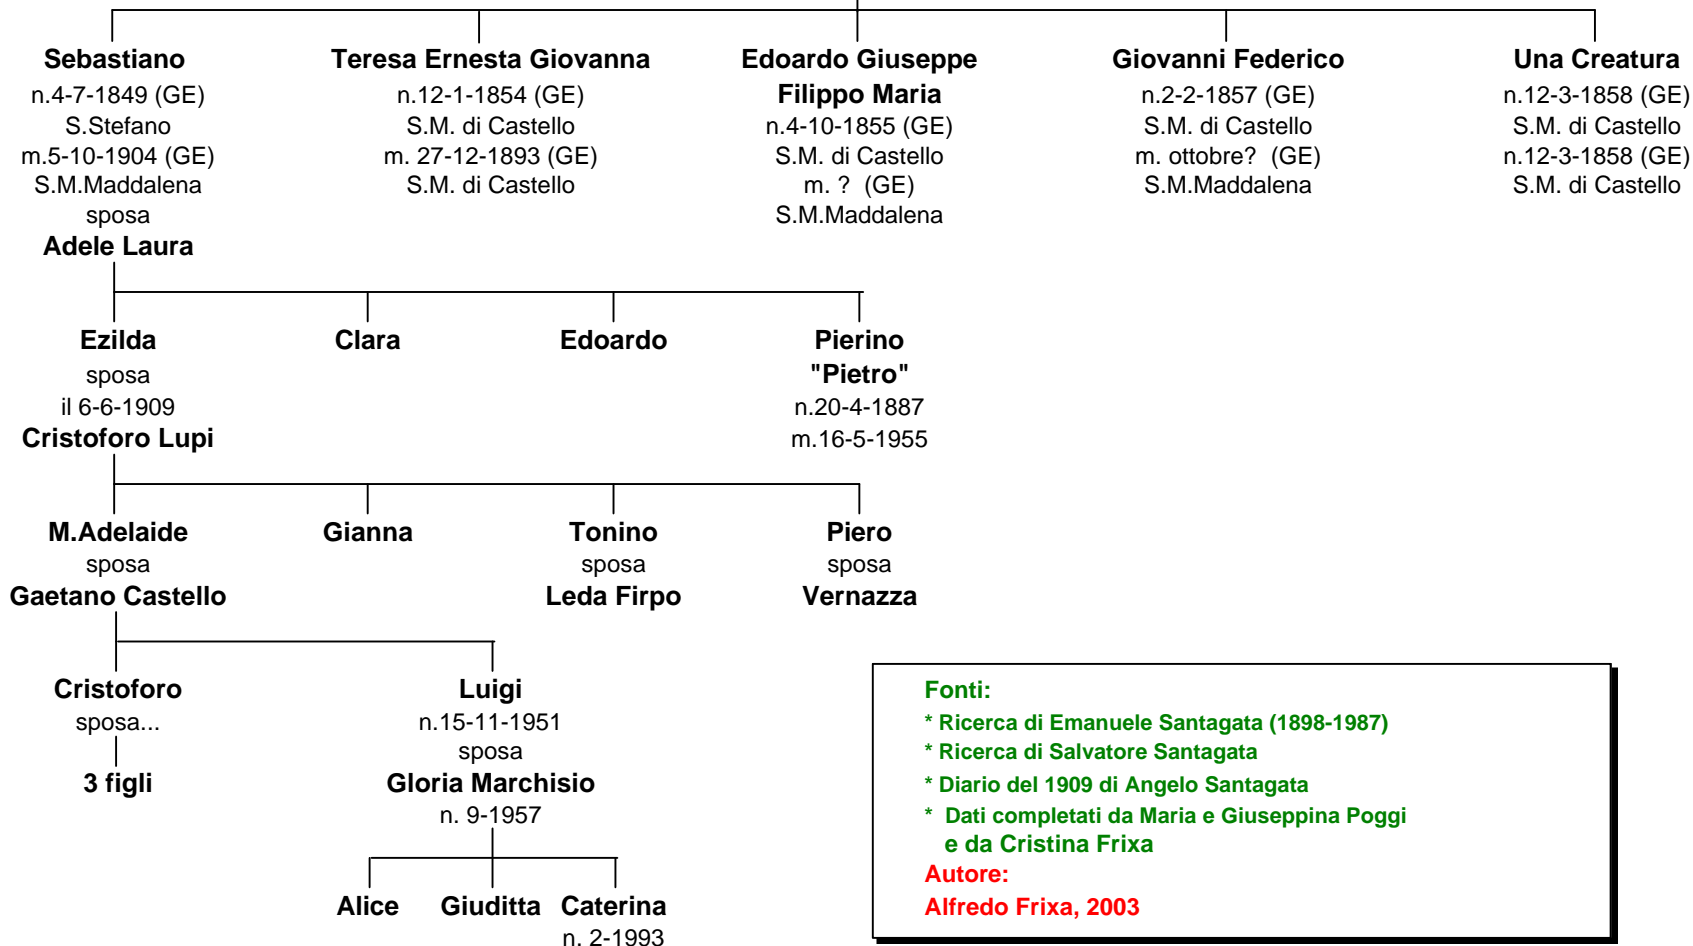 Sebastiano
n.4-7-1849 (GE)
S.Stefano
m.5-10-1904 (GE)
S.M.Maddalena
sposa
Adele Laura
Teresa Ernesta Giovanna
n.12-1-1854 (GE)
S.M. di Castello
m. 27-12-1893 (GE)
S.M. di Castello
Edoardo Giuseppe
Filippo Maria
n.4-10-1855 (GE)
S.M. di Castello
m. ? (GE)
S.M.Maddalena
Giovanni Federico
n.2-2-1857 (GE)
S.M. di Castello
m. ottobre? (GE)
S.M.Maddalena
Una Creatura
n.12-3-1858 (GE)
S.M. di Castello
n.12-3-1858 (GE)
S.M. di Castello
Ezilda
sposa
il 6-6-1909
Cristoforo Lupi
Clara
Edoardo
Pierino
"Pietro"
n.20-4-1887
m.16-5-1955
M.Adelaide
sposa
Gaetano Castello
Gianna
Tonino
sposa
Leda Firpo
Piero
sposa
Vernazza
Cristoforo
sposa...
3 figli
Luigi
n.15-11-1951
sposa
Gloria Marchisio
n. 9-1957
Alice
Giuditta
Caterina
n. 2-1993
Fonti:
* Ricerca di Emanuele Santagata (1898-1987)
* Ricerca di Salvatore Santagata
* Diario del 1909 di Angelo Santagata
* Dati completati da Maria e Giuseppina Poggi
e da Cristina Frixa
Autore:
Alfredo Frixa, 2003